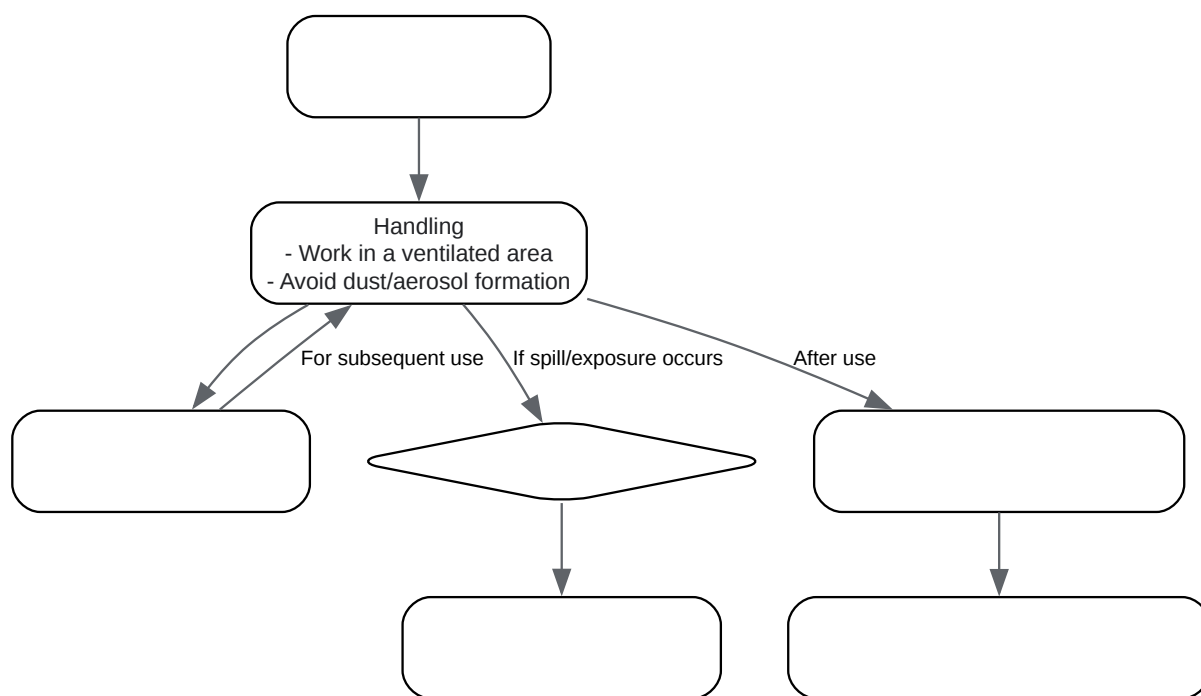 Handling
- Work in a ventilated area
- Avoid dust/aerosol formation
For subsequent use
If spill/exposure occurs
After use